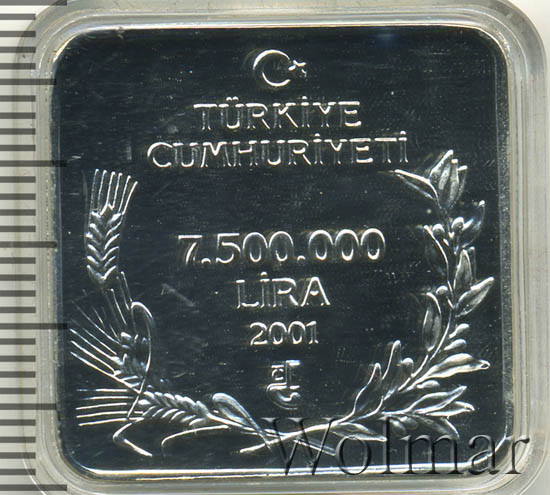 TÜRKİYE
CUMHURİYETİ
7.500.000
LİRA
2001
Wolmar